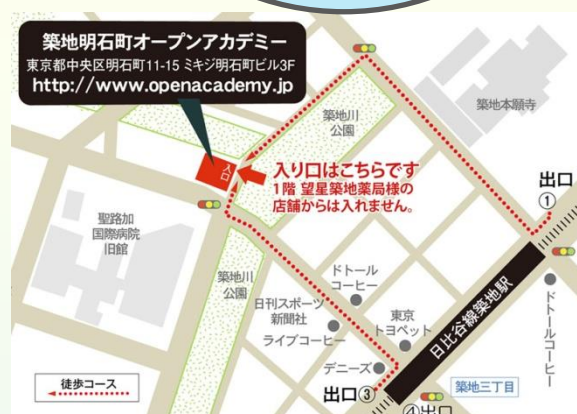 築地明石町オープンアカデミー
東京都中央区明石町11-15 ミキジ明石町ビル3F
http://www.openacademy.jp
築地川
公園
築地本願寺
入口
入り口はこちらです
1階 望星築地薬局様の
店舗からは入れません。
出口
①
聖路加
国際病院
旧館
築地川
公園
ドトール
コーヒー
日刊スポーツ
新聞社
ライブコーヒー
東京
トヨペット
日比谷線築地駅
ドトールコーヒー
デニーズ
出口③
築地三丁目
④出口
徒歩コース